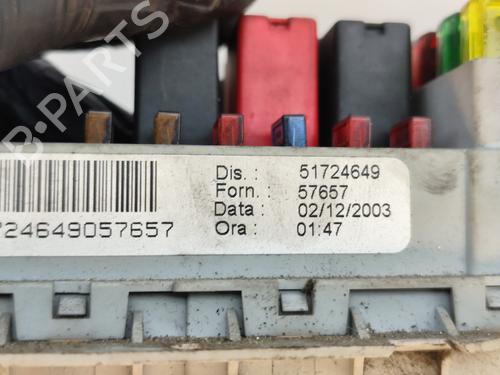 Dis. : 51724649
Forn. : 57657
Data : 02/12/2003
Ora : 01:47
724649057657
B-PARTS